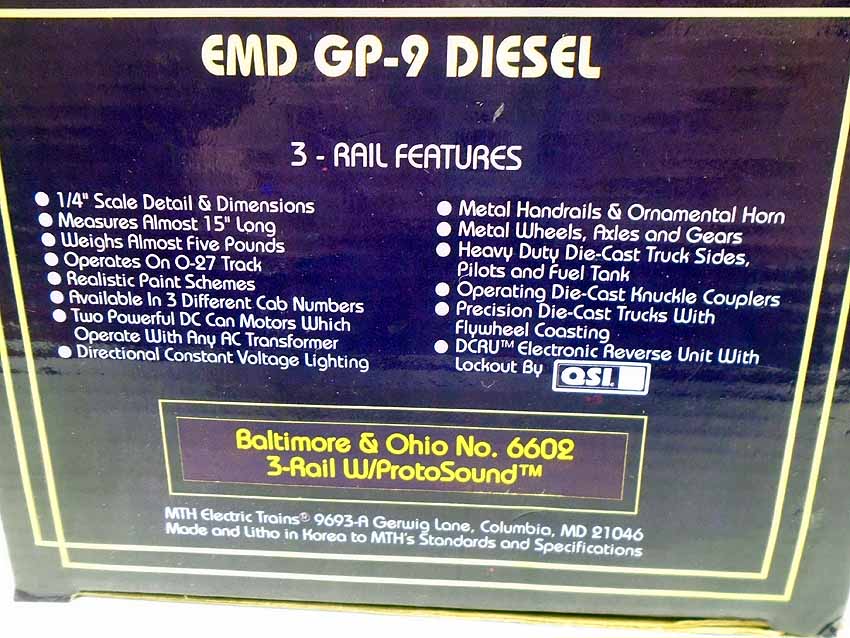 EMD GP-9 DIESEL
3 - RAIL FEATURES
● 1/4" Scale Detail & Dimensions
● Measures Almost 15" Long
● Weighs Almost Five Pounds
● Operates On O-27 Track
● Realistic Paint Schemes
● Available In 3 Different Cab Numbers
● Two Powerful DC Can Motors Which
Operate With Any AC Transformer
● Directional Constant Voltage Lighting
● Metal Handrails & Ornamental Horn
● Metal Wheels, Axles and Gears
● Heavy Duty Die-Cast Truck Sides,
Pilots and Fuel Tank
● Operating Die-Cast Knuckle Couplers
● Precision Die-Cast Trucks With
Flywheel Coasting
● DCRU™ Electronic Reverse Unit With
Lockout By QSI.
Baltimore & Ohio No. 6602
3-Rail W/ProtoSound™
MTH Electric Trains® 9693-A Gerwig Lane, Columbia, MD 21046
Made and Litho in Korea to MTH's Standards and Specifications